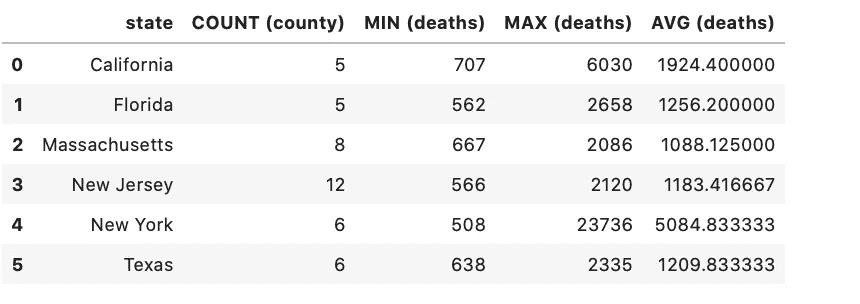 state COUNT (county) MIN (deaths) MAX (deaths) AVG (deaths)
0 California 5 707 6030 1924.400000
1 Florida 5 562 2658 1256.200000
2 Massachusetts 8 667 2086 1088.125000
3 New Jersey 12 566 2120 1183.416667
4 New York 6 508 23736 5084.833333
5 Texas 6 638 2335 1209.833333